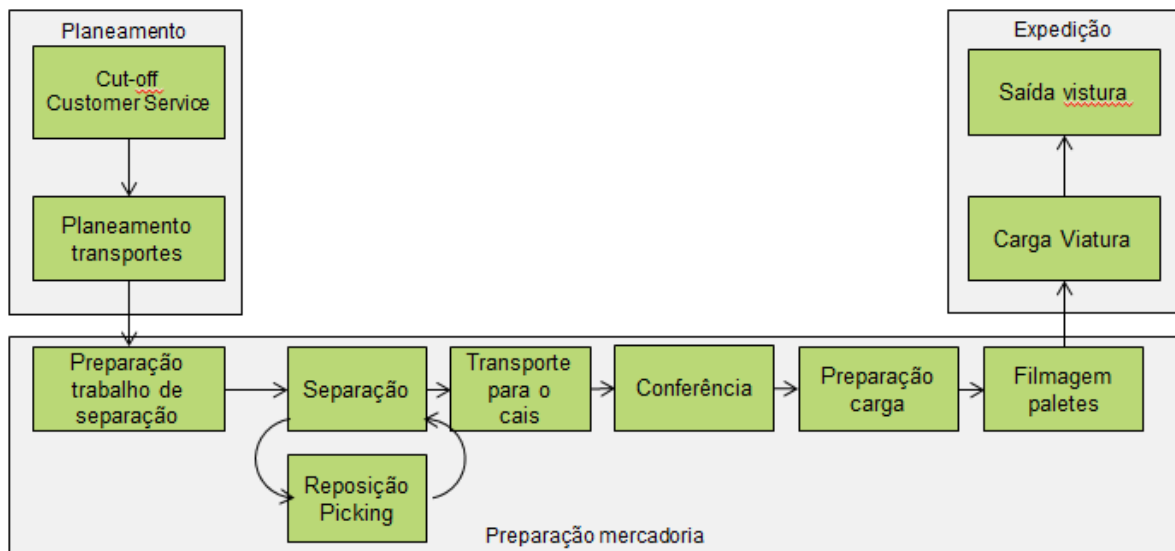 Planeamento
Cut-off
Customer Service
Planeamento
transportes
Expedição
Saída vistura
Carga Viatura
Preparação
trabalho de
separação
Separação
Transporte
para o
cais
Conferência
Preparação
carga
Filmagem
paletes
Reposição
Picking
Preparação mercadoria